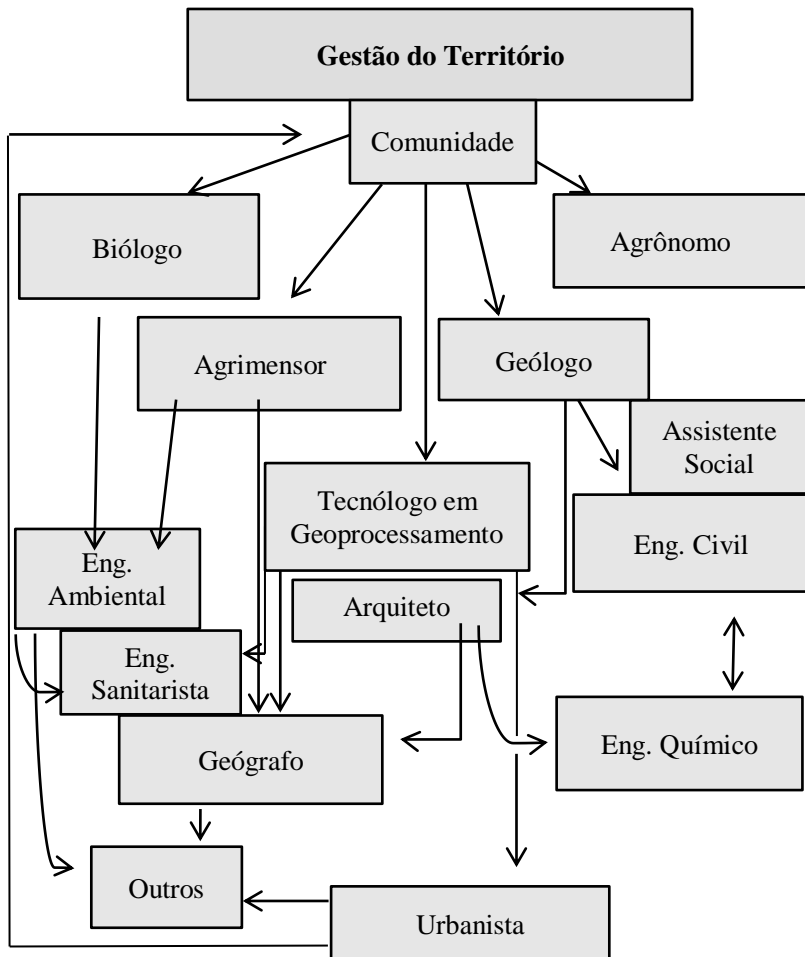 Gestão do Território
Comunidade
Biólogo
Agrônomo
Agrimensor
Geólogo
Assistente
Social
Tecnólogo em
Geoprocessamento
Eng. Civil
Eng.
Ambiental
Arquiteto
Eng.
Sanitarista
Geógrafo
Eng. Químico
Outros
Urbanista